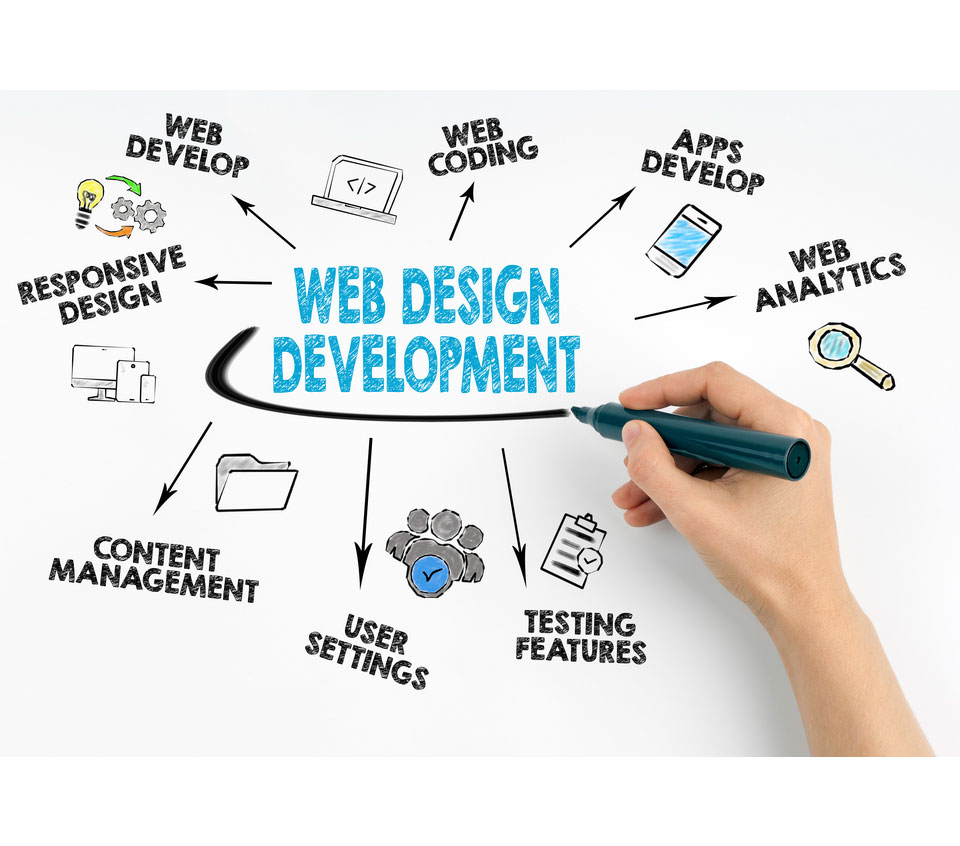 WEB
DEVELOP
WEB
CODING
APPS
DEVELOP
RESPONSIVE
DESIGN
WEB
ANALYTICS
WEB DESIGN
DEVELOPMENT
CONTENT
MANAGEMENT
USER
SETTINGS
TESTING
FEATURES